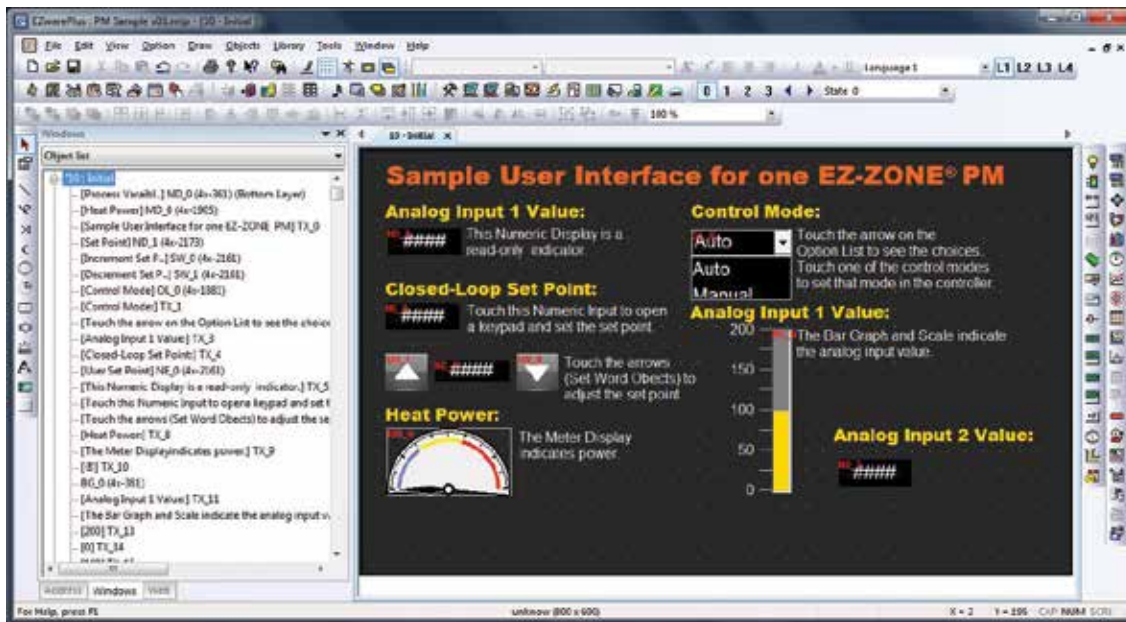 EZwarePlus : PM Sample v01.mtp - [10 - Initial]
File Edit View Option Draw Objects Library Tools Window Help
Language 1 L1 L2 L3 L4
0 1 2 3 State 0
100 %
Windows
10 - Initial
Object list
*10 : Initial
[Process Varaibl..] ND_0 (4x-361) (Bottom Layer)
[Heat Power] MD_0 (4x-1905)
[Sample User Interface for one EZ-ZONE PM] TX_0
[Set Point] ND_1 (4x-2173)
[Increment Set P..] SW_0 (4x-2161)
[Decrement Set P..] SW_1 (4x-2161)
[Control Mode] OL_0 (4x-1881)
[Control Mode] TX_1
[Touch the arrow on the Option List to see the choice
[Analog Input 1 Value:] TX_3
[Closed-Loop Set Point:] TX_4
[User Set Point] NE_0 (4x-2161)
[This Numeric Display is a read-only indicator.] TX_5
[Touch this Numeric Input to opena keypad and set t
[Touch the arrows (Set Word Obects) to adjust the se
[Heat Power:] TX_8
[The Meter Displayindicates power.] TX_9
TX_10
BG_0 (4x-361)
[Analog Input 1 Value:] TX_11
[The Bar Graph and Scale indicate the analog input v
[200] TX_13
[0] TX_14
Address Windows View
Sample User Interface for one EZ-ZONE® PM
Analog Input 1 Value:
####
This Numeric Display is a
read-only indicator.
Closed-Loop Set Point:
####
Touch this Numeric Input to open
a keypad and set the set point.
####
Touch the arrows
(Set Word Obects) to
adjust the set point
Heat Power:
The Meter Display
indicates power.
Control Mode:
Auto
Auto
Manual
Touch the arrow on the
Option List to see the choices.
Touch one of the control modes
to set that mode in the controller.
Analog Input 1 Value:
200
150
100
50
0
The Bar Graph and Scale indicate
the analog input value.
Analog Input 2 Value:
####
For Help, press F1
unknow (800 x 600)
X = 2 Y = 295 CAP NUM SCRL